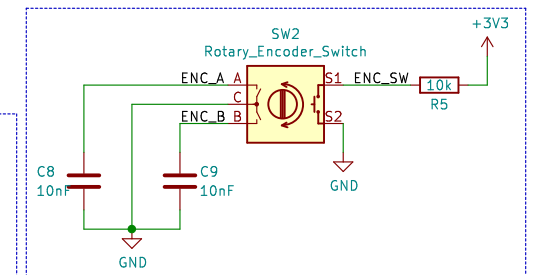 +3V3
SW2
Rotary_Encoder_Switch
ENC_A A S1 ENC_SW
10k
C
R5
ENC_B B S2
C8
10nF
C9
10nF
GND
GND